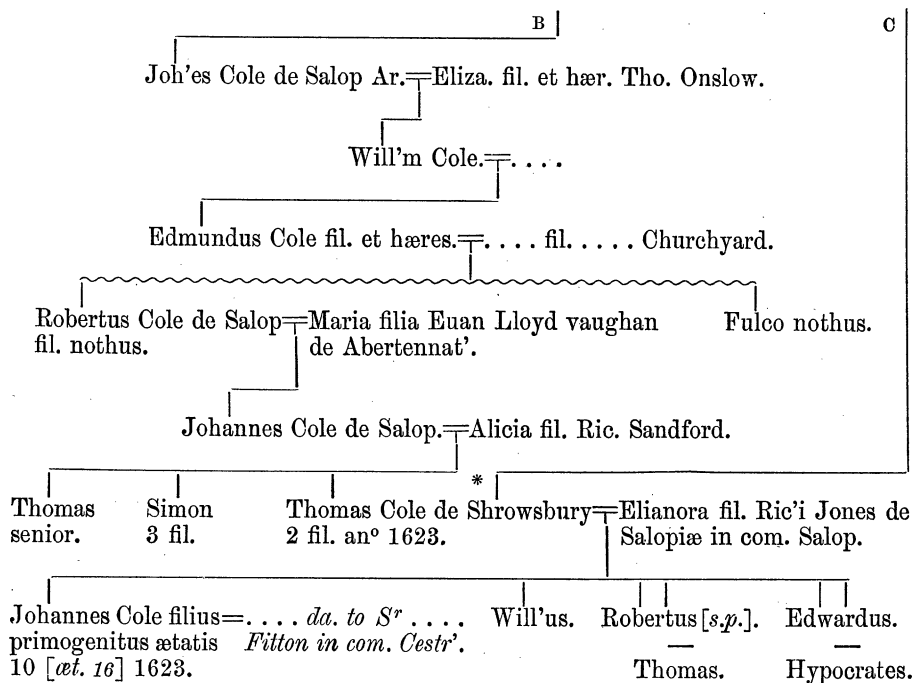 B C
Joh'es Cole de Salop Ar.=Eliza. fil. et hær. Tho. Onslow.
Will'm Cole.=. . . .
Edmundus Cole fil. et hæres.=. . . . fil. . . . . Churchyard.
Robertus Cole de Salop=Maria filia Euan Lloyd vaughan Fulco nothus.
fil. nothus. de Abertennat'.
Johannes Cole de Salop.=Alicia fil. Ric. Sandford.
*
Thomas Simon Thomas Cole de Shrowsbury=Elianora fil. Ric'i Jones de
senior. 3 fil. 2 fil. anº 1623. Salopiæ in com. Salop.
Johannes Cole filius=. . . . da. to Sʳ . . . . Will'us. Robertus [s.p.]. Edwardus.
primogenitus ætatis Fitton in com. Cestr'.
10 [æt. 16] 1623. Thomas. Hypocrates.